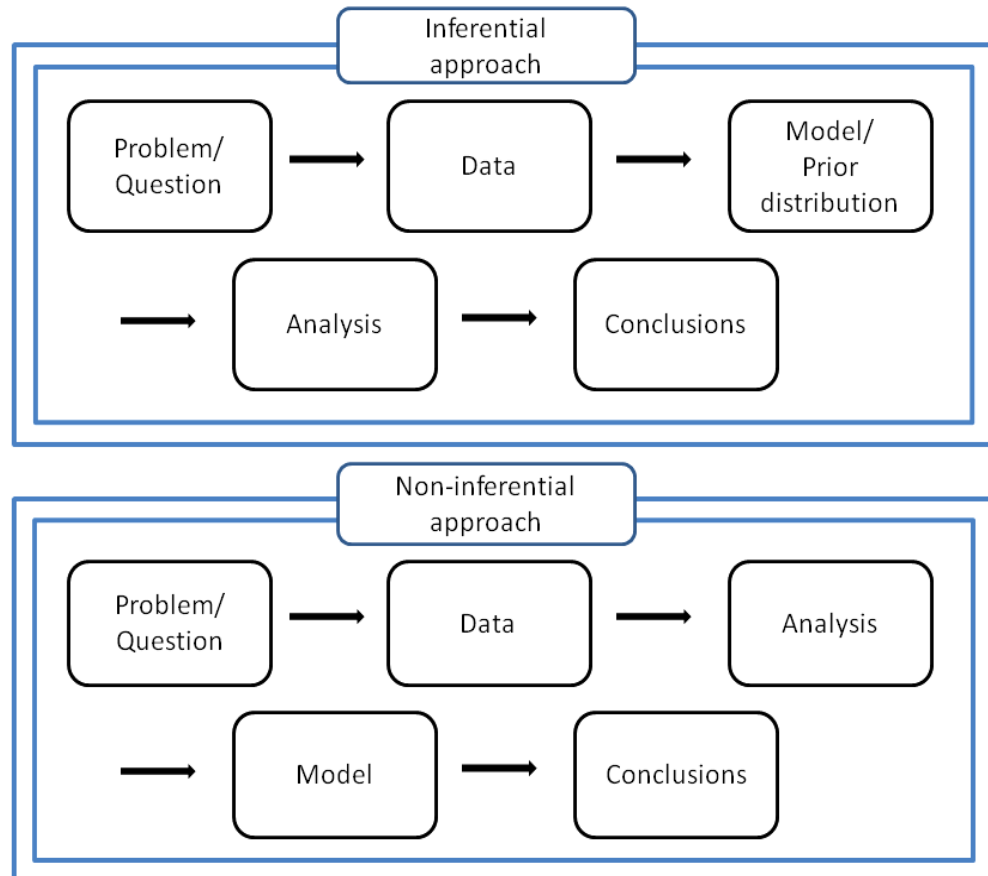 Inferential
approach
Problem/
Question
Data
Model/
Prior
distribution
Analysis
Conclusions
Non-inferential
approach
Problem/
Question
Data
Analysis
Model
Conclusions